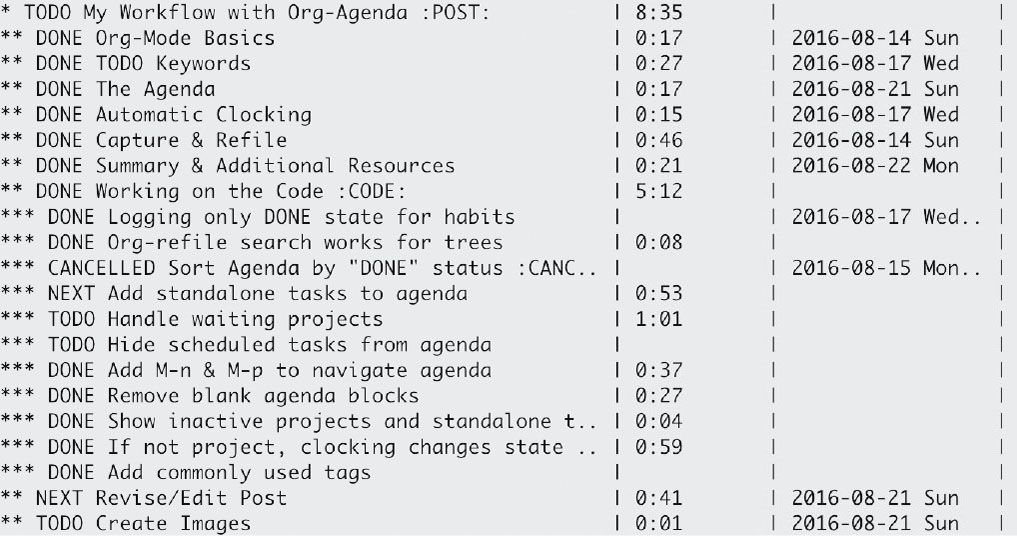 * TODO My Workflow with Org-Agenda :POST: | 8:35 | |
** DONE Org-Mode Basics | 0:17 | 2016-08-14 Sun |
** DONE TODO Keywords | 0:27 | 2016-08-17 Wed |
** DONE The Agenda | 0:17 | 2016-08-21 Sun |
** DONE Automatic Clocking | 0:15 | 2016-08-17 Wed |
** DONE Capture & Refile | 0:46 | 2016-08-14 Sun |
** DONE Summary & Additional Resources | 0:21 | 2016-08-22 Mon |
** DONE Working on the Code :CODE: | 5:12 | |
*** DONE Logging only DONE state for habits | | 2016-08-17 Wed.. |
*** DONE Org-refile search works for trees | 0:08 | |
*** CANCELLED Sort Agenda by "DONE" status :CANC.. | | 2016-08-15 Mon.. |
*** NEXT Add standalone tasks to agenda | 0:53 | |
*** TODO Handle waiting projects | 1:01 | |
*** TODO Hide scheduled tasks from agenda | | |
*** DONE Add M-n & M-p to navigate agenda | 0:37 | |
*** DONE Remove blank agenda blocks | 0:27 | |
*** DONE Show inactive projects and standalone t.. | 0:04 | |
*** DONE If not project, clocking changes state .. | 0:59 | |
*** DONE Add commonly used tags | | |
** NEXT Revise/Edit Post | 0:41 | 2016-08-21 Sun |
** TODO Create Images | 0:01 | 2016-08-21 Sun |